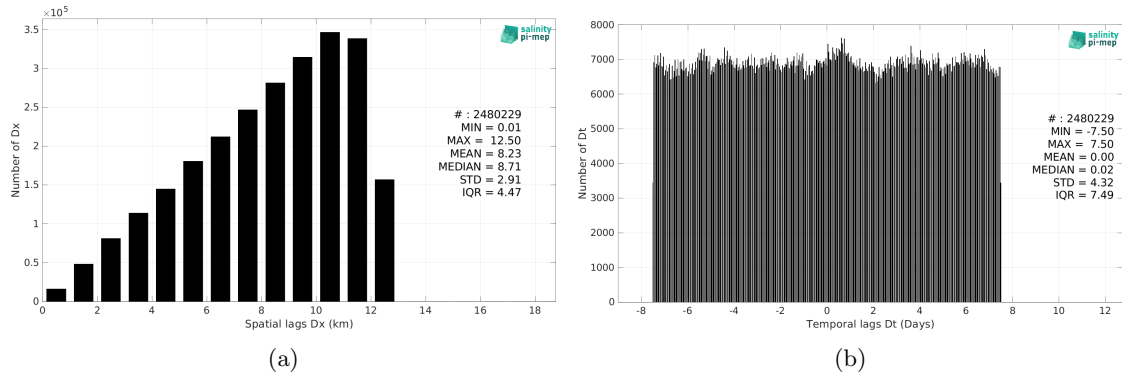 ×10^5
3.5
3
2.5
2
1.5
1
0.5
0
Number of Dx
0 2 4 6 8 10 12 14 16 18
Spatial lags Dx (km)
salinity
pi-mep
# : 2480229
MIN = 0.01
MAX = 12.50
MEAN = 8.23
MEDIAN = 8.71
STD = 2.91
IQR = 4.47
(a)
8000
7000
6000
5000
4000
3000
2000
1000
0
Number of Dt
-8 -6 -4 -2 0 2 4 6 8 10 12
Temporal lags Dt (Days)
salinity
pi-mep
# : 2480229
MIN = -7.50
MAX = 7.50
MEAN = 0.00
MEDIAN = 0.02
STD = 4.32
IQR = 7.49
(b)